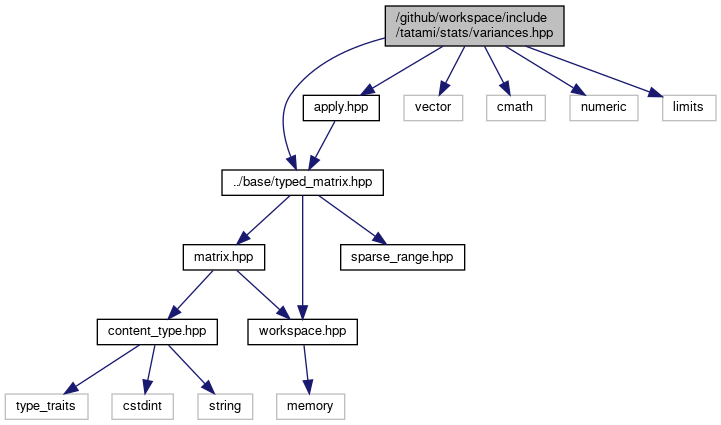 /github/workspace/include
/tatami/stats/variances.hpp
apply.hpp
vector
cmath
numeric
limits
../base/typed_matrix.hpp
matrix.hpp
sparse_range.hpp
content_type.hpp
workspace.hpp
type_traits
cstdint
string
memory